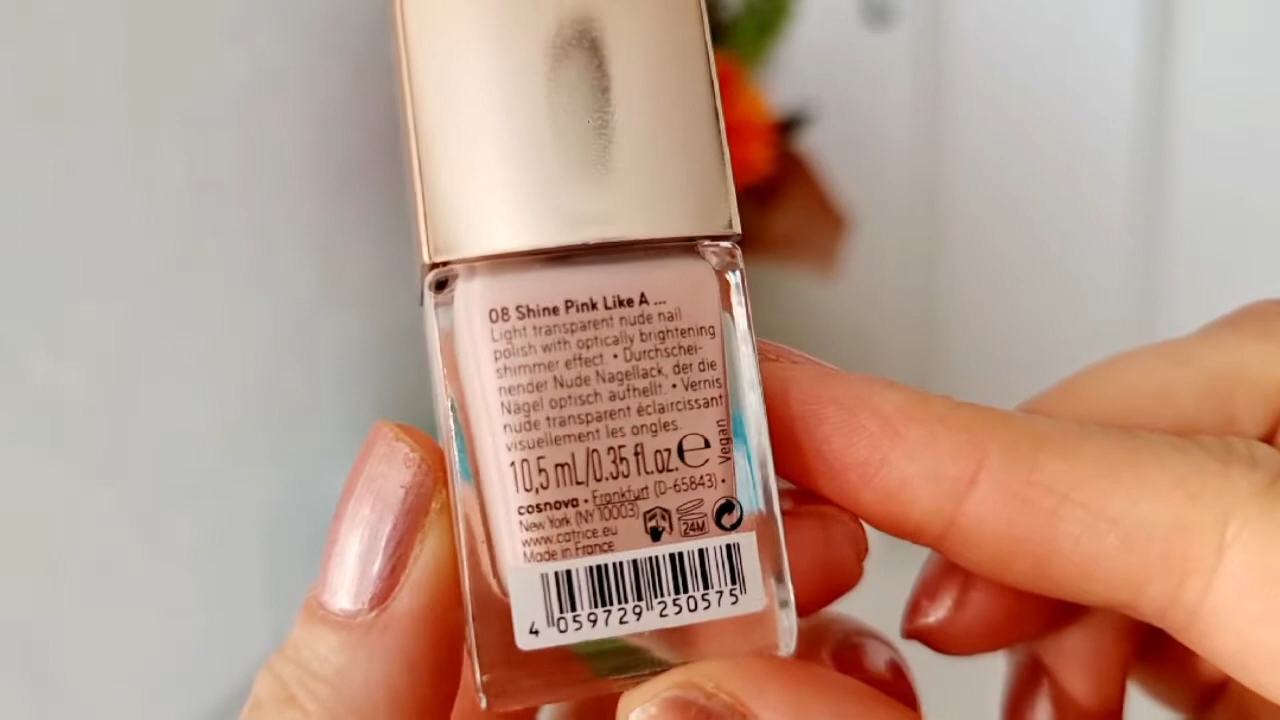 08 Shine Pink Like A ...
Light transparent nude nail
polish with optically brightening
shimmer effect. • Durchschei-
nender Nude Nagellack, der die
Nägel optisch aufhellt. • Vernis
nude transparent éclaircissant
visuellement les ongles.
10,5 mL/0.35 fl.oz. e
Vegan
cosnova • Frankfurt (D-65843) •
New York (NY 10003)
www.catrice.eu
Made in France
24M
4 059729 250575